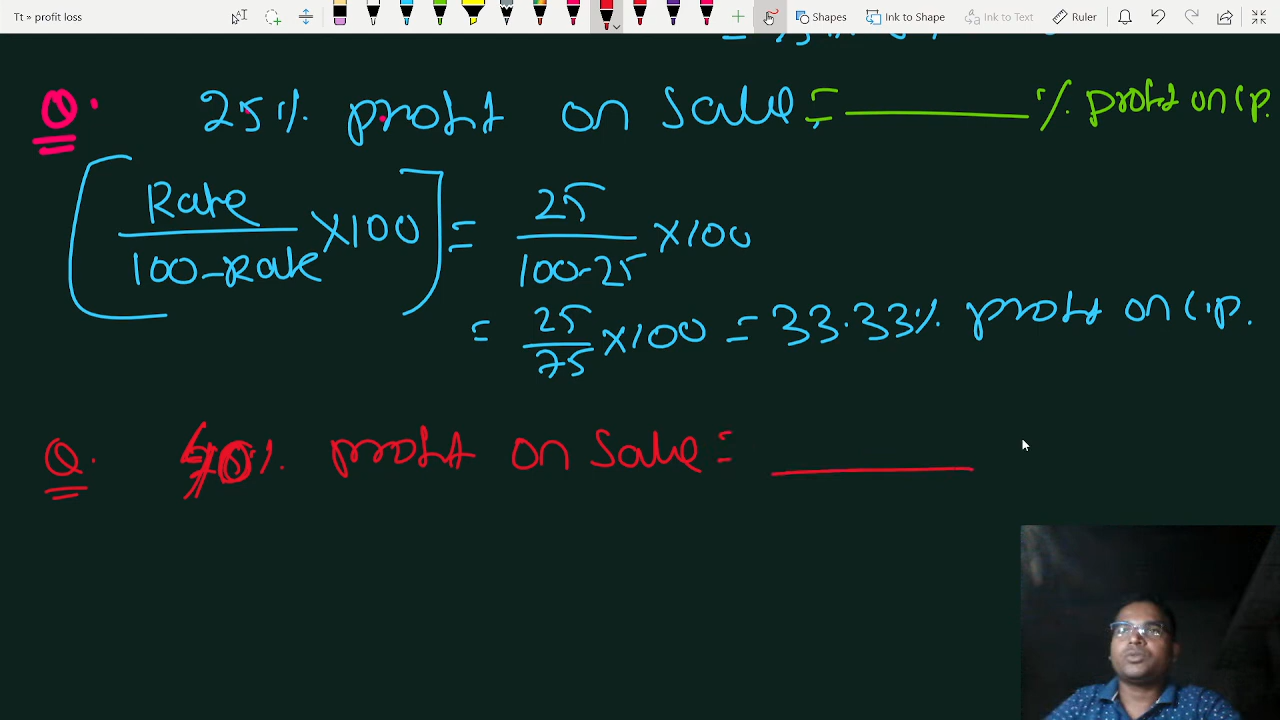 Tt » profit loss
Shapes
Ink to Shape
Ink to Text
Ruler
Q. 25% profit on Sale = ______ % profit on C.P.
[Rate / 100-Rate × 100] = 25 / 100-25 × 100
= 25 / 75 × 100 = 33.33% profit on C.P.
Q. % profit on Sale = ______